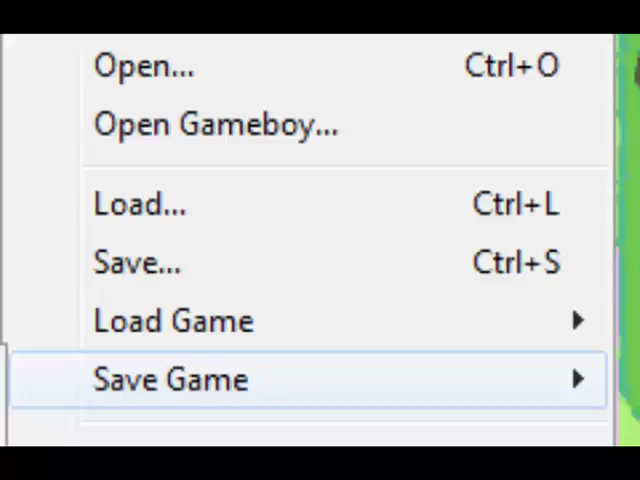 Open... Ctrl+O
Open Gameboy...
Load... Ctrl+L
Save... Ctrl+S
Load Game
Save Game